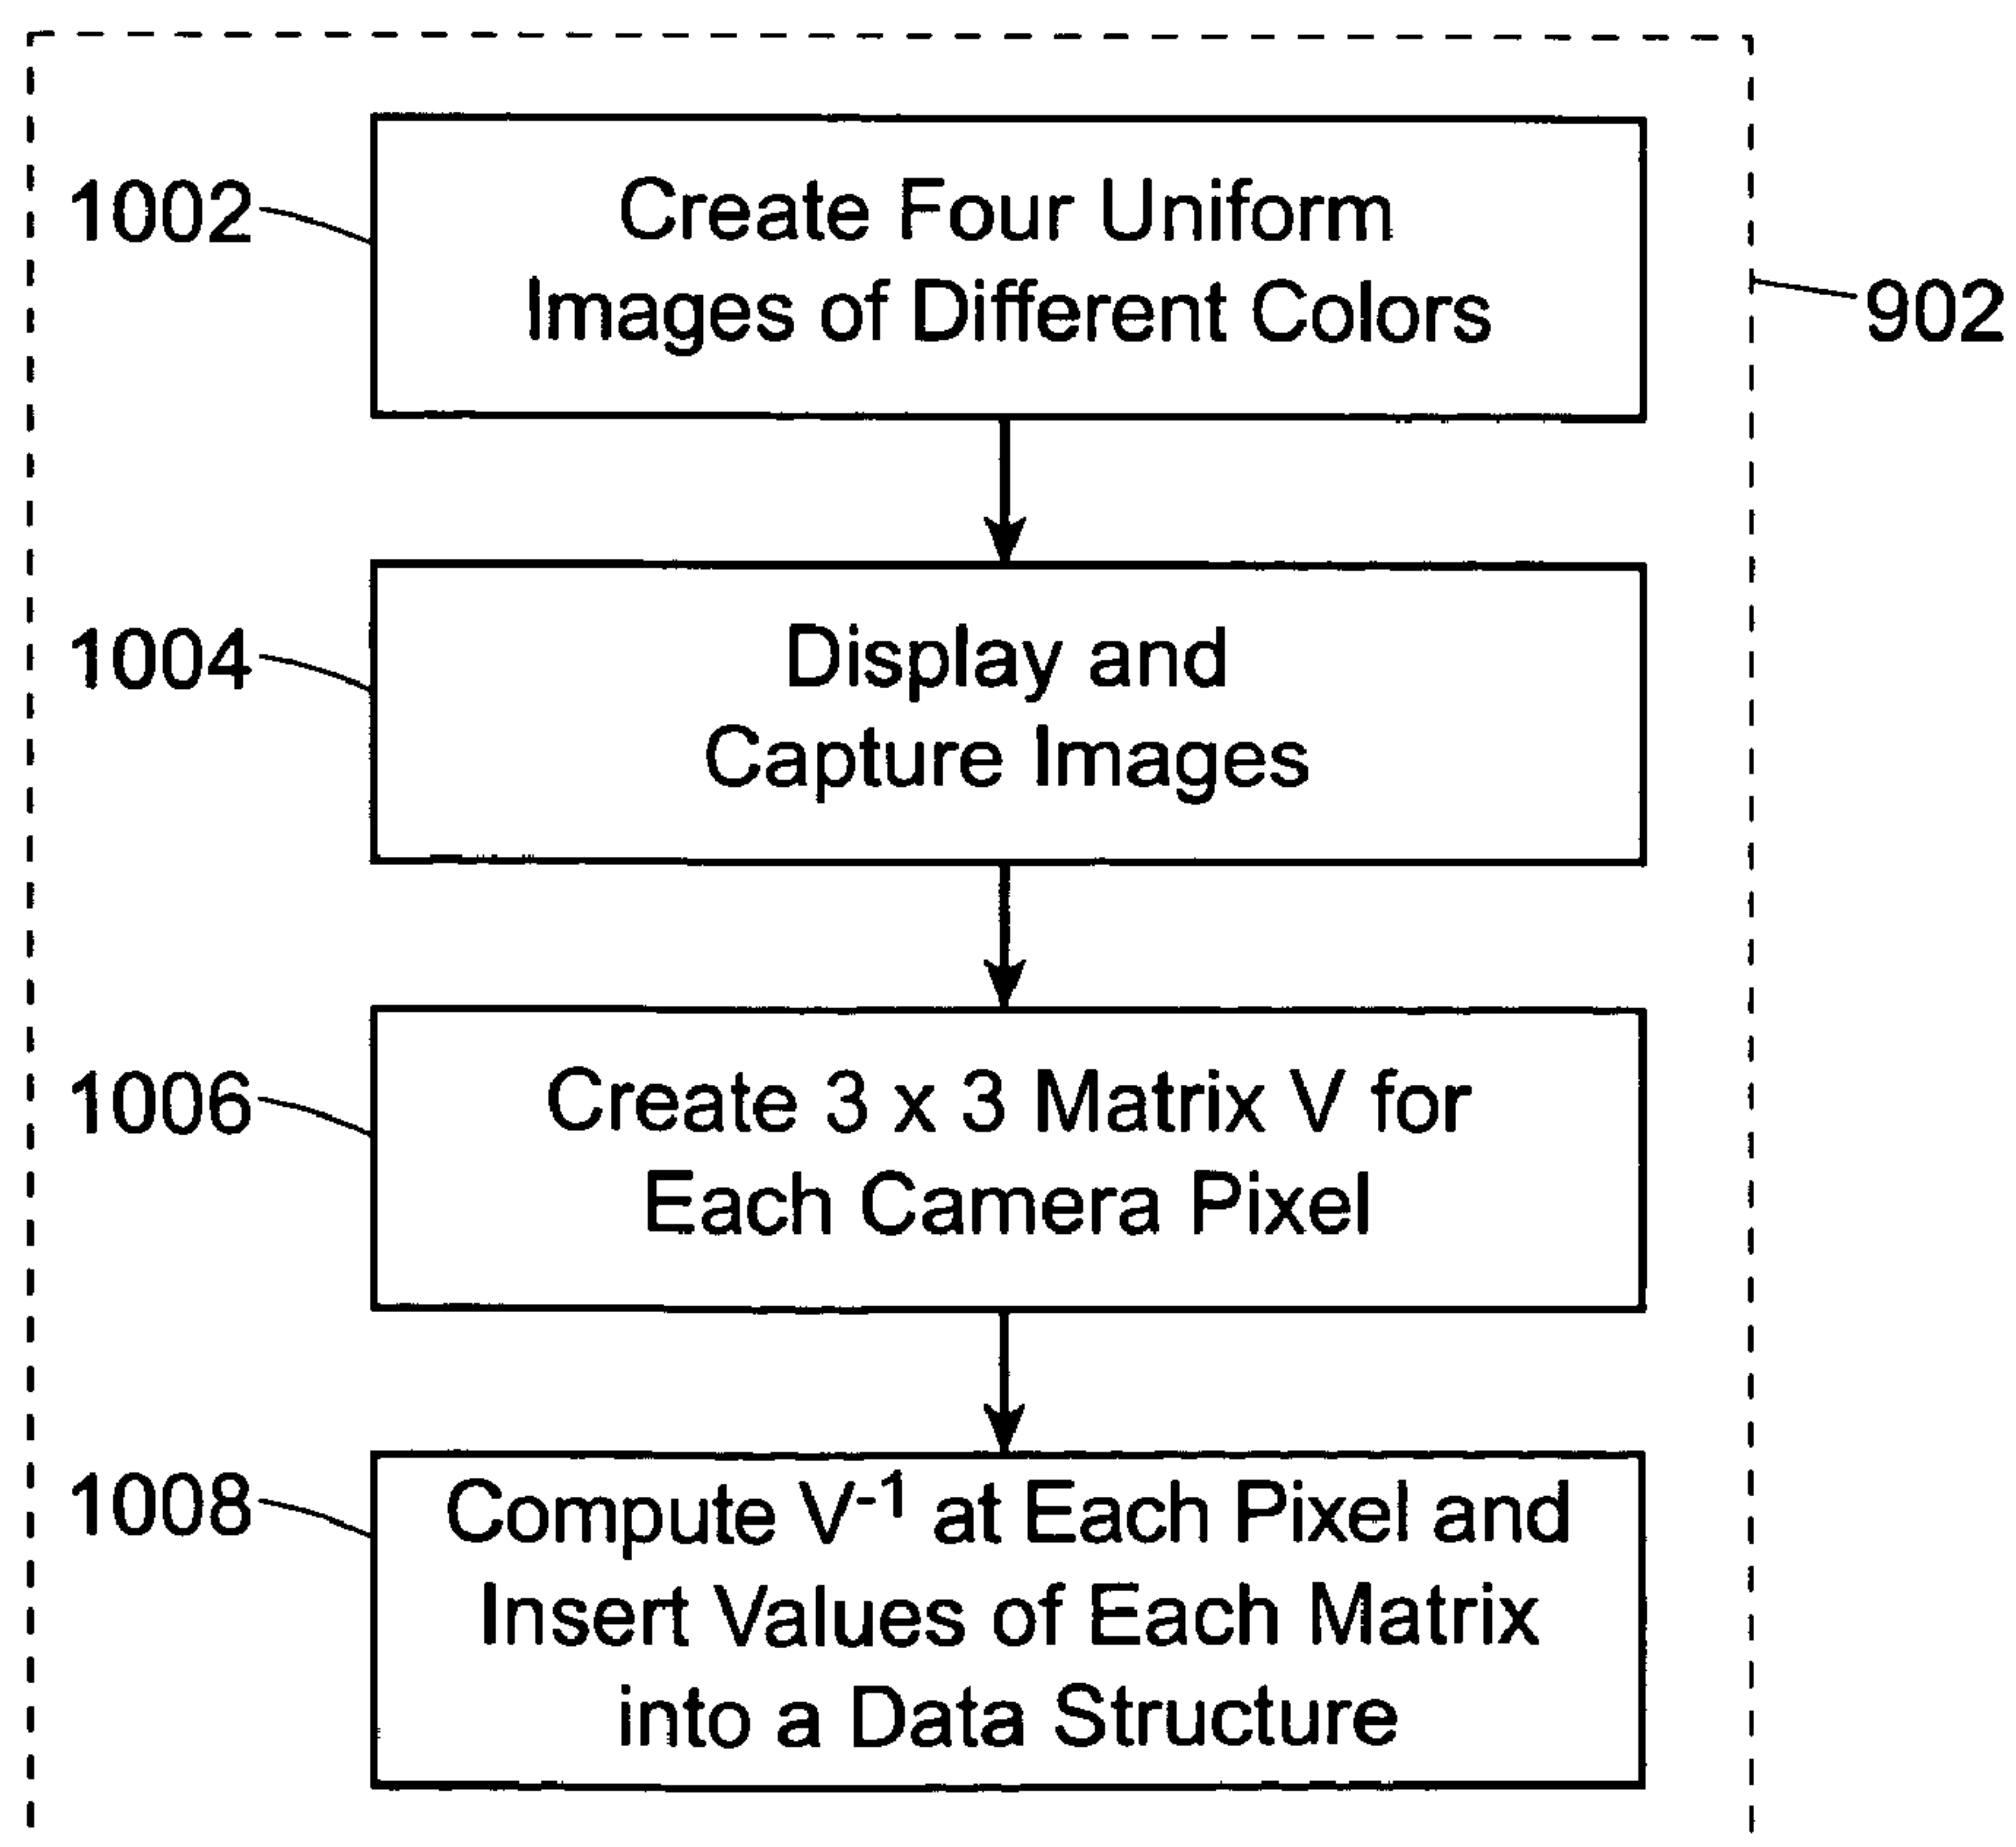 1002
Create Four Uniform
Images of Different Colors
902
1004
Display and
Capture Images
1006
Create 3 x 3 Matrix V for
Each Camera Pixel
1008
Compute V-1 at Each Pixel and
Insert Values of Each Matrix
into a Data Structure